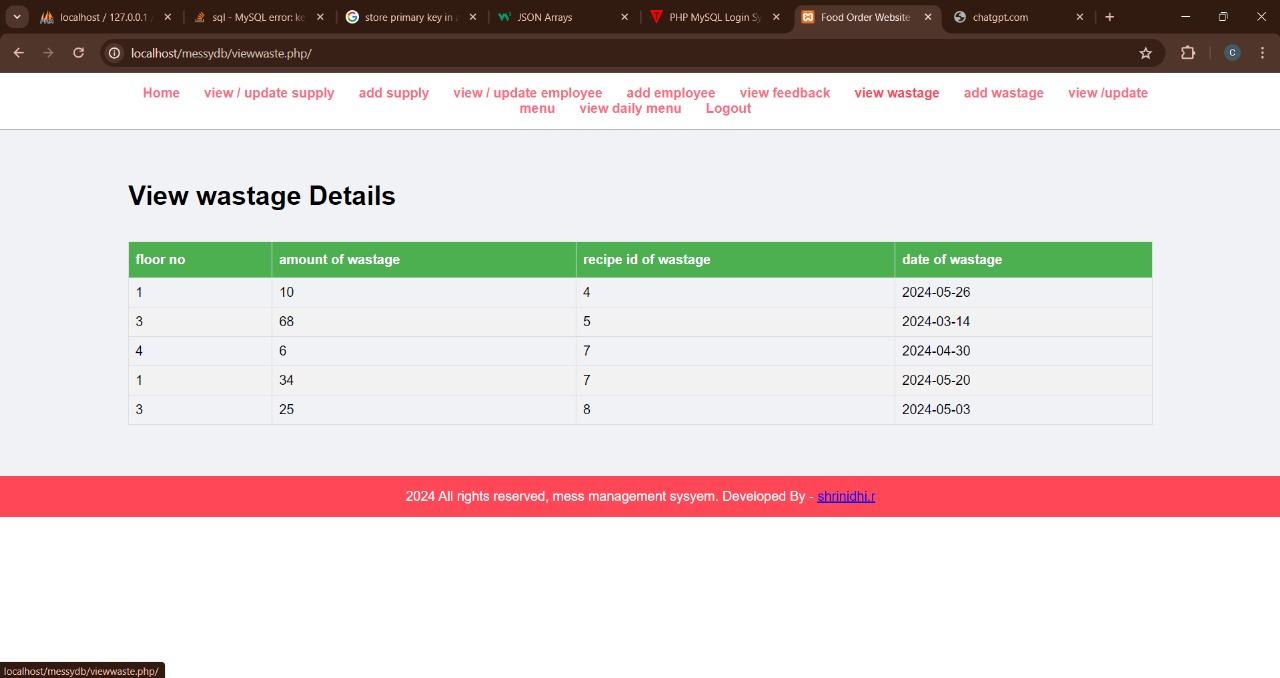 localhost / 127.0.0.1 / sql - MySQL error: ke store primary key in a JSON Arrays PHP MySQL Login Sy Food Order Website chatgpt.com
localhost/messydb/viewwaste.php/
C
Home view / update supply add supply view / update employee add employee view feedback view wastage add wastage view /update
menu view daily menu Logout
View wastage Details
floor no amount of wastage recipe id of wastage date of wastage
1 10 4 2024-05-26
3 68 5 2024-03-14
4 6 7 2024-04-30
1 34 7 2024-05-20
3 25 8 2024-05-03
2024 All rights reserved, mess management sysyem. Developed By - shrinidhi.r
localhost/messydb/viewwaste.php/